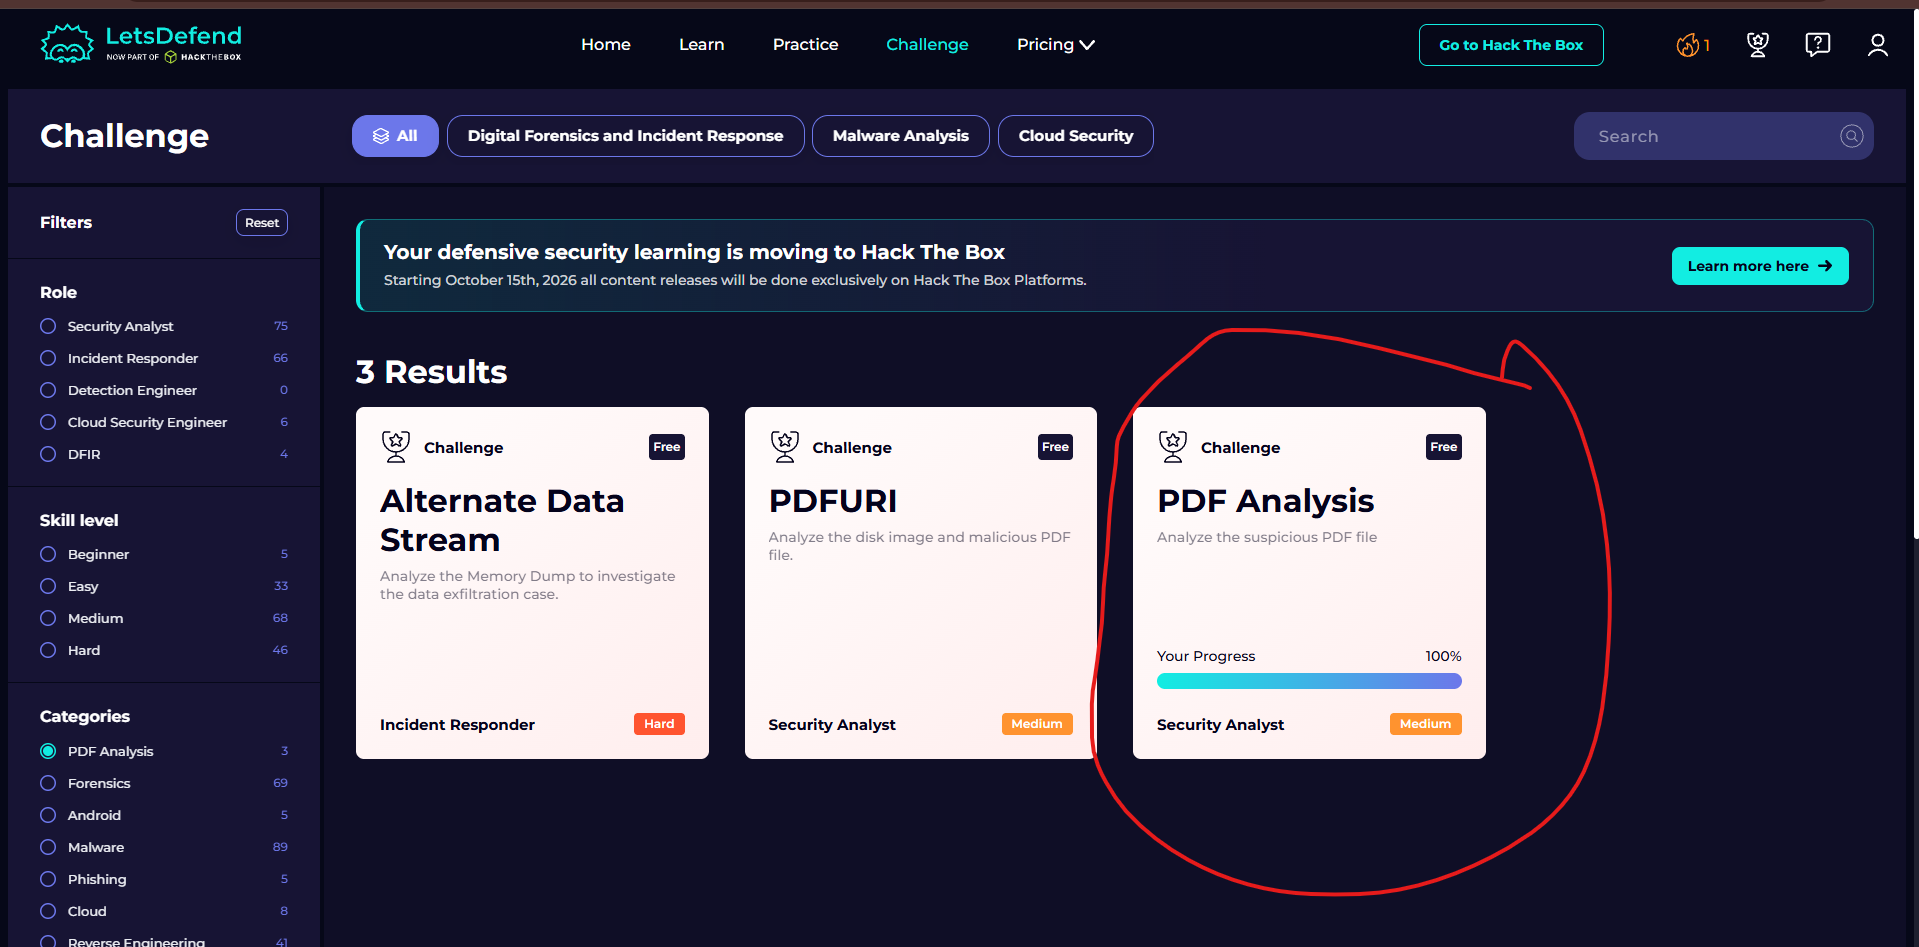 LetsDefend
NOW PART OF HACKTHEBOX
Home
Learn
Practice
Challenge
Pricing
Go to Hack The Box
1
Challenge
All
Digital Forensics and Incident Response
Malware Analysis
Cloud Security
Search
Filters
Reset
Role
Security Analyst 75
Incident Responder 66
Detection Engineer 0
Cloud Security Engineer 6
DFIR 4
Skill level
Beginner 5
Easy 33
Medium 68
Hard 46
Categories
PDF Analysis 3
Forensics 69
Android 5
Malware 89
Phishing 5
Cloud 8
Reverse Engineering 41
Your defensive security learning is moving to Hack The Box
Starting October 15th, 2026 all content releases will be done exclusively on Hack The Box Platforms.
Learn more here
3 Results
Challenge
Free
Alternate Data
Stream
Analyze the Memory Dump to investigate
the data exfiltration case.
Incident Responder
Hard
Challenge
Free
PDFURI
Analyze the disk image and malicious PDF
file.
Security Analyst
Medium
Challenge
Free
PDF Analysis
Analyze the suspicious PDF file
Your Progress 100%
Security Analyst
Medium